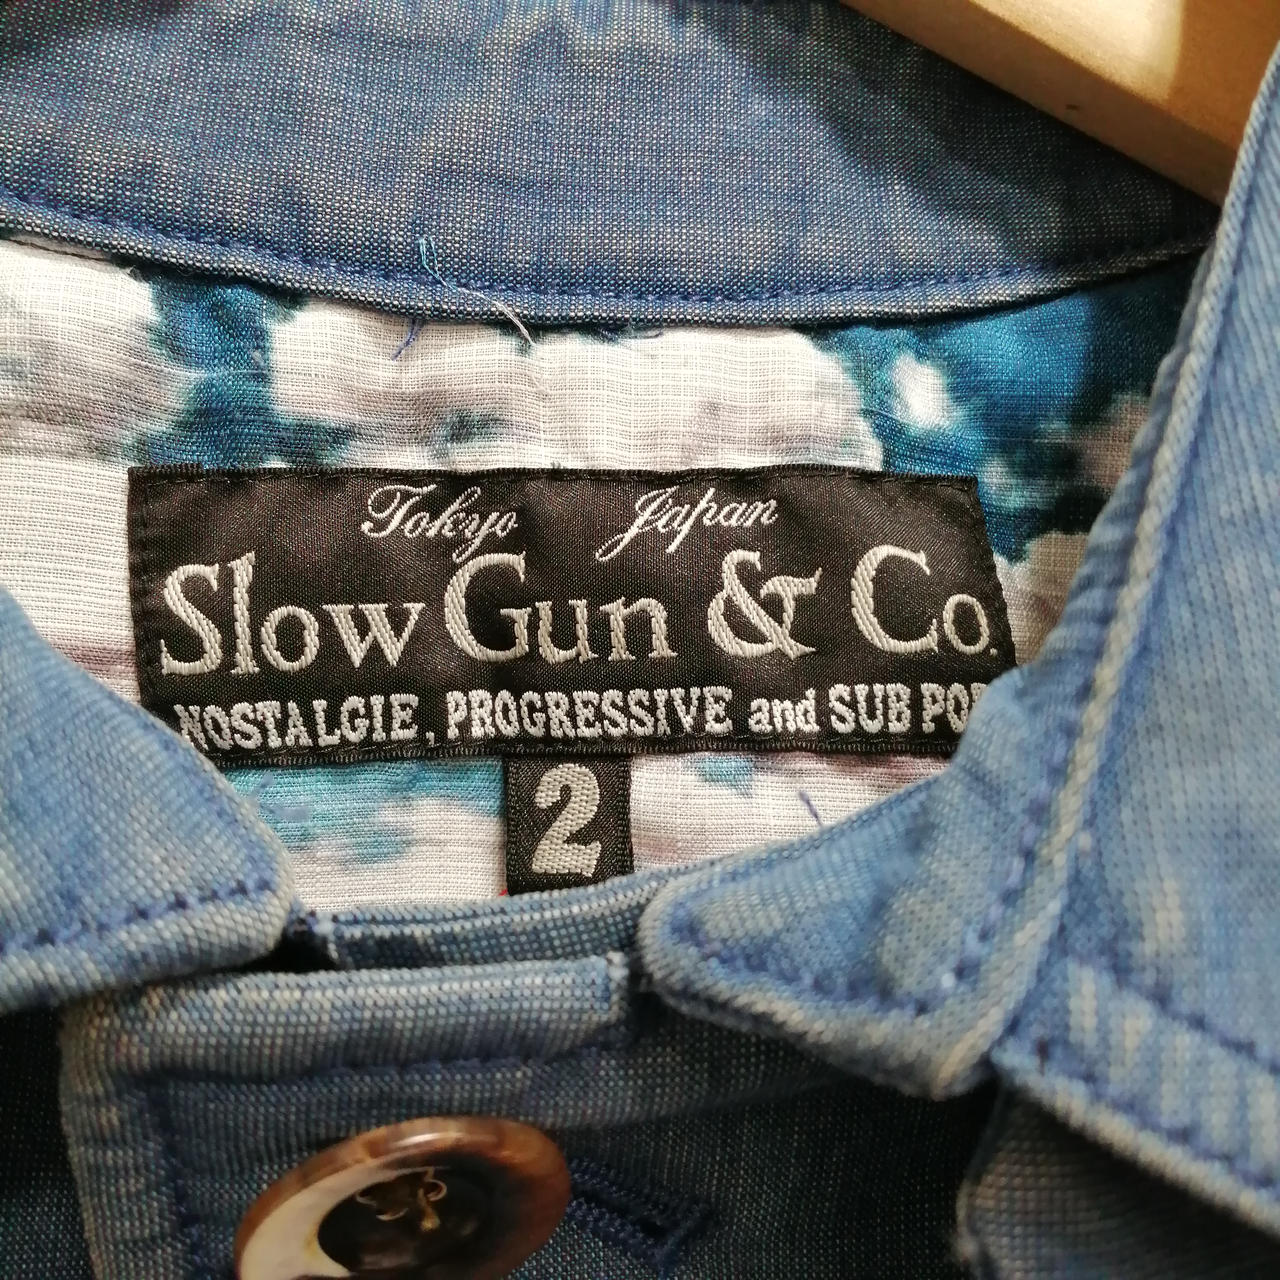 Tokyo Japan
Slow Gun & Co.
NOSTALGIE, PROGRESSIVE and SUB
2